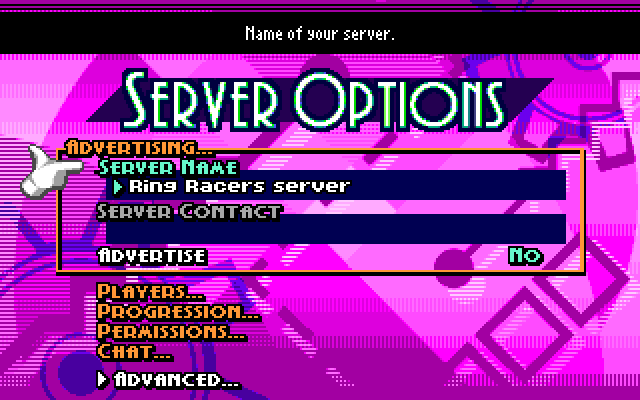 Name of your server.
Server Options
Advertising...
Server Name
Ring Racers server
Server Contact
Advertise No
Players...
Progression...
Permissions...
Chat...
Advanced...